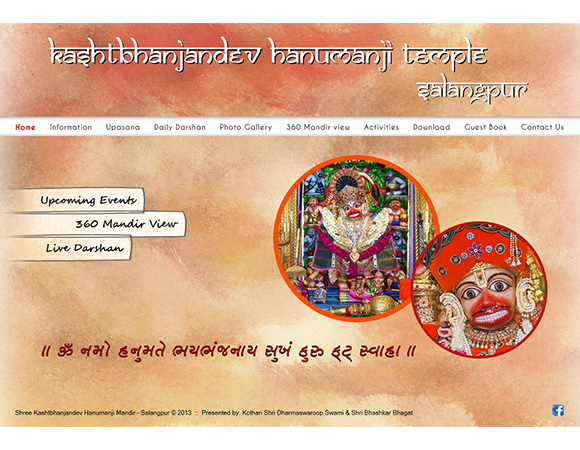 Kashtbhanjandev Hanumanji Temple
Salangpur
Home Information Upasana Daily Darshan Photo Gallery 360 Mandir view Activities Download Guest Book Contact Us
Upcoming Events
360 Mandir View
Live Darshan
॥ ૐ નમો હનુમતે ભયભંજનાય સુખં કુરુ ફટ્ સ્વાહા ॥
Shree Kashtbhanjandev Hanumanji Mandir - Salangpur © 2013 :: Presented by: Kothari Shri Dharmaswaroop Swami & Shri Bhashkar Bhagat